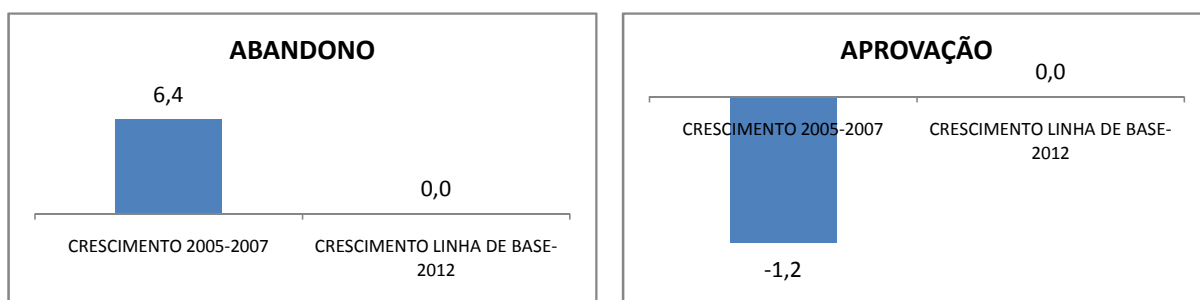 ABANDONO
6,4
0,0
CRESCIMENTO 2005-2007
CRESCIMENTO LINHA DE BASE-
2012
APROVAÇÃO
0,0
CRESCIMENTO 2005-2007
CRESCIMENTO LINHA DE BASE-
2012
-1,2